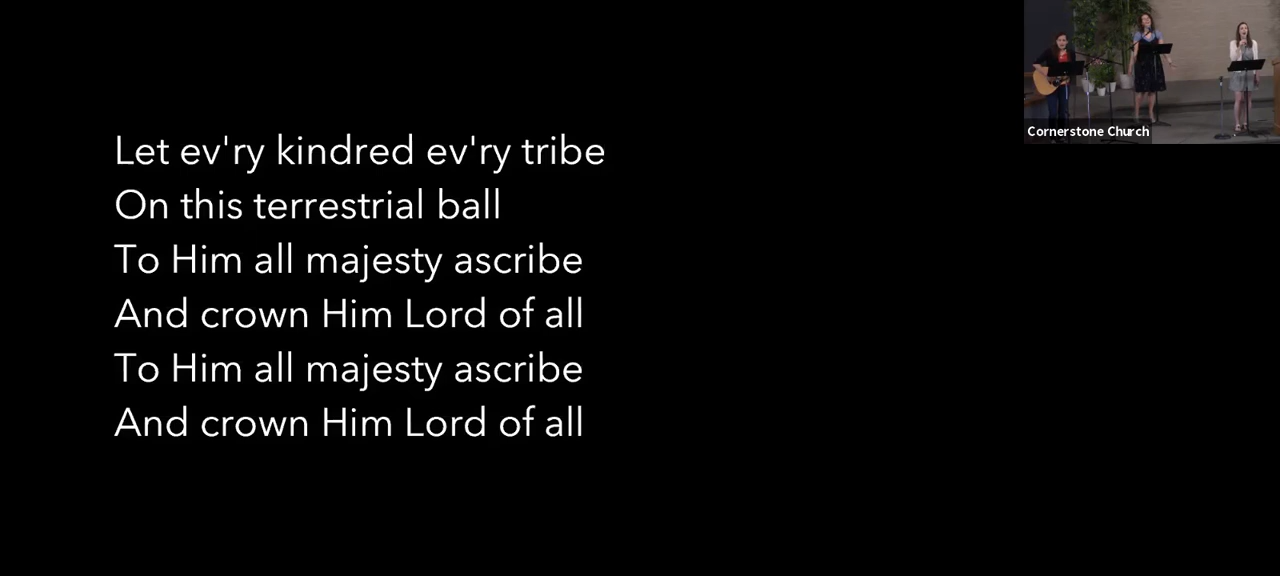 Let ev'ry kindred ev'ry tribe
On this terrestrial ball
To Him all majesty ascribe
And crown Him Lord of all
To Him all majesty ascribe
And crown Him Lord of all
Cornerstone Church